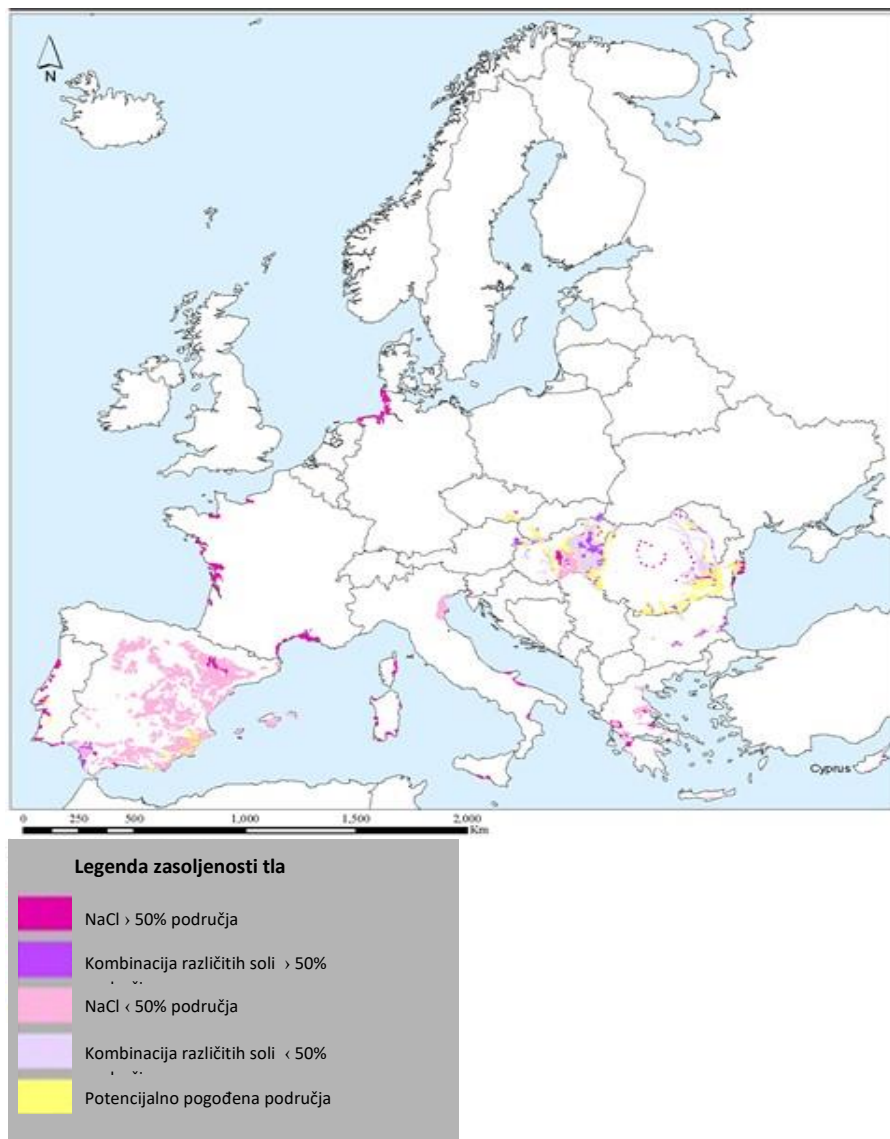 N
Cyprus
0 250 500 1,000 1,500 2,000
Km
Legenda zasoljenosti tla
NaCl › 50% područja
Kombinacija različitih soli › 50%
NaCl ‹ 50% područja
Kombinacija različitih soli ‹ 50%
Potencijalno pogođena područja